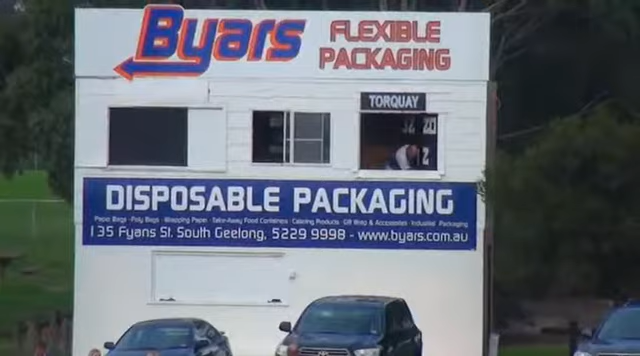 Byars
FLEXIBLE
PACKAGING
TORQUAY
DISPOSABLE PACKAGING
Paper Bags · Poly Bags · Wrapping Paper · Take-Away Food Containers · Catering Products · Gift Wrap & Accessories · Industrial Packaging
135 Fyans St. South Geelong, 5229 9998 - www.byars.com.au